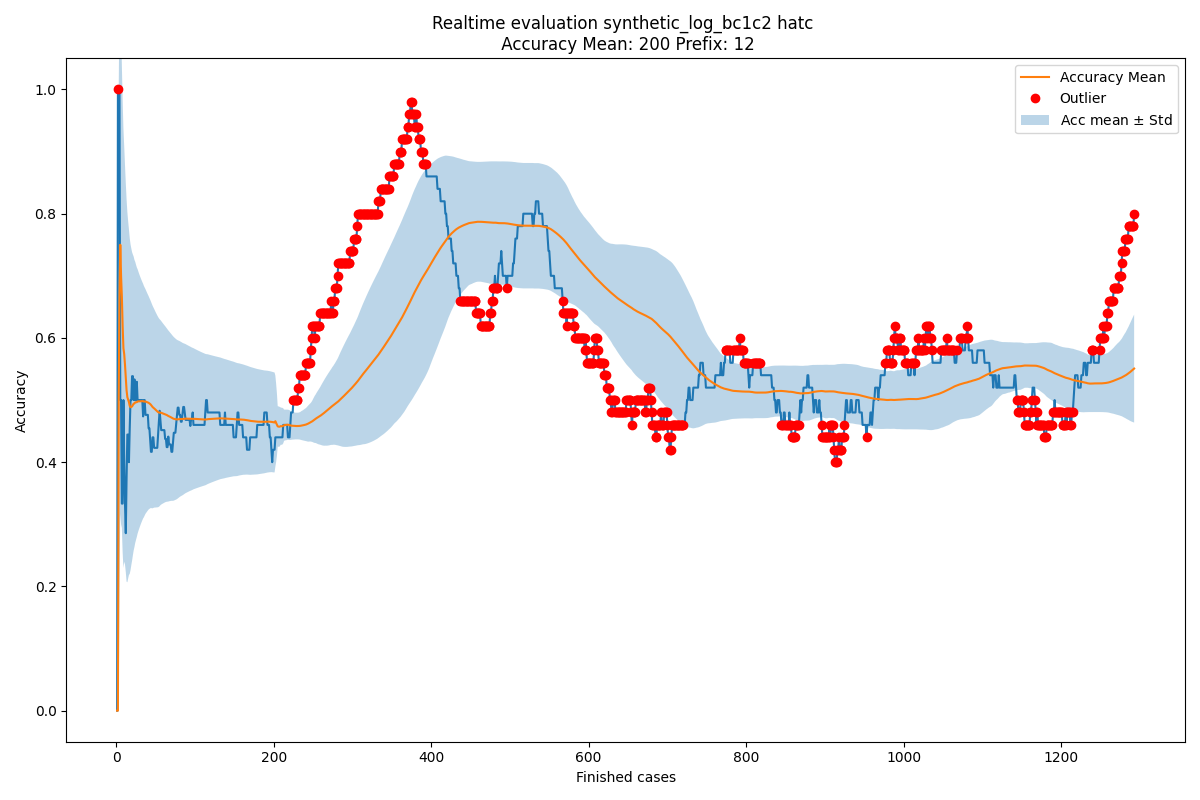 Realtime evaluation synthetic_log_bc1c2 hatc
Accuracy Mean: 200 Prefix: 12
Accuracy Mean
Outlier
Acc mean ± Std
Accuracy
1.0
0.8
0.6
0.4
0.2
0.0
0 200 400 600 800 1000 1200
Finished cases